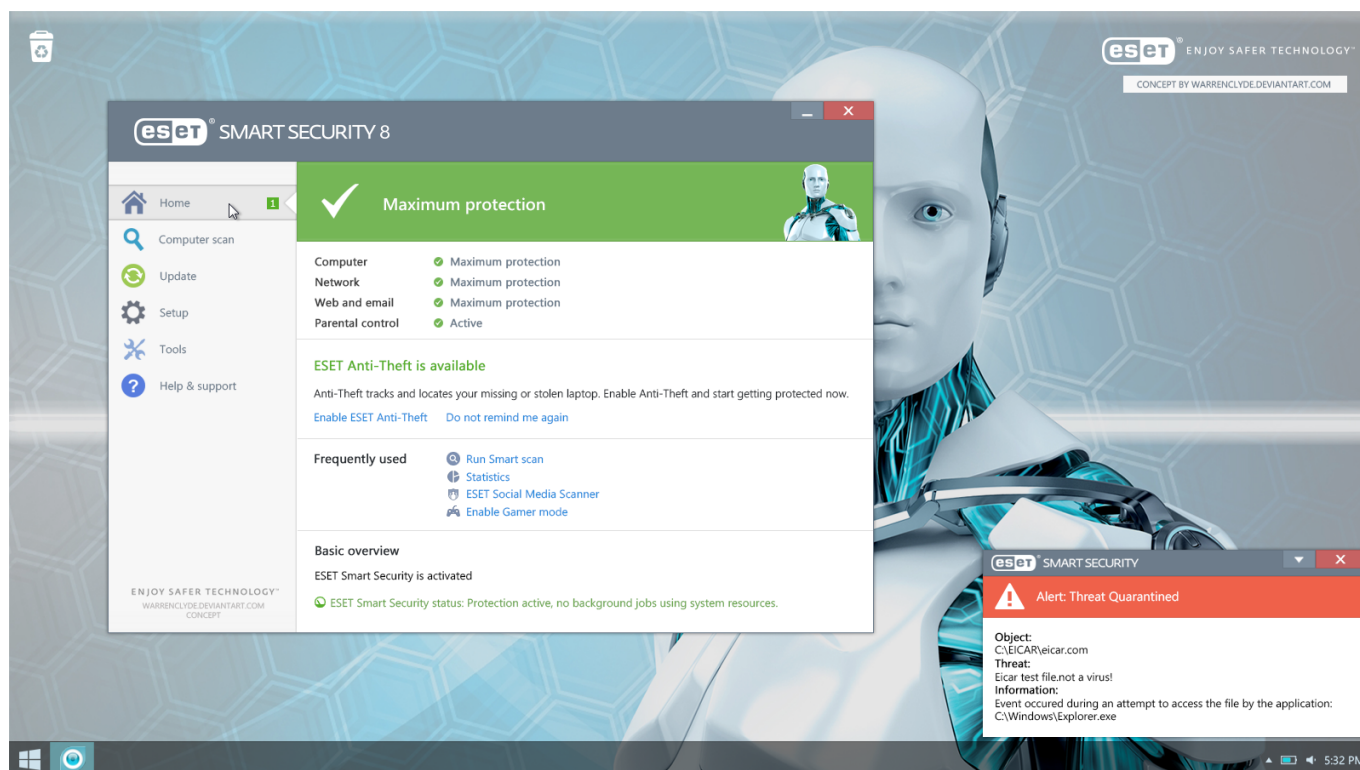 eset ® ENJOY SAFER TECHNOLOGY™
CONCEPT BY WARRENCLYDE.DEVIANTART.COM
eset ® SMART SECURITY 8
Home 1
Computer scan
Update
Setup
Tools
? Help & support
ENJOY SAFER TECHNOLOGY™
WARRENCLYDE.DEVIANTART.COM
CONCEPT
Maximum protection
Computer Maximum protection
Network Maximum protection
Web and email Maximum protection
Parental control Active
ESET Anti-Theft is available
Anti-Theft tracks and locates your missing or stolen laptop. Enable Anti-Theft and start getting protected now.
Enable ESET Anti-Theft Do not remind me again
Frequently used Run Smart scan
Statistics
ESET Social Media Scanner
Enable Gamer mode
Basic overview
ESET Smart Security is activated
ESET Smart Security status: Protection active, no background jobs using system resources.
eset ® SMART SECURITY
Alert: Threat Quarantined
Object:
C:\EICAR\eicar.com
Threat:
Eicar test file.not a virus!
Information:
Event occured during an attempt to access the file by the application:
C:\Windows\Explorer.exe
5:32 PM